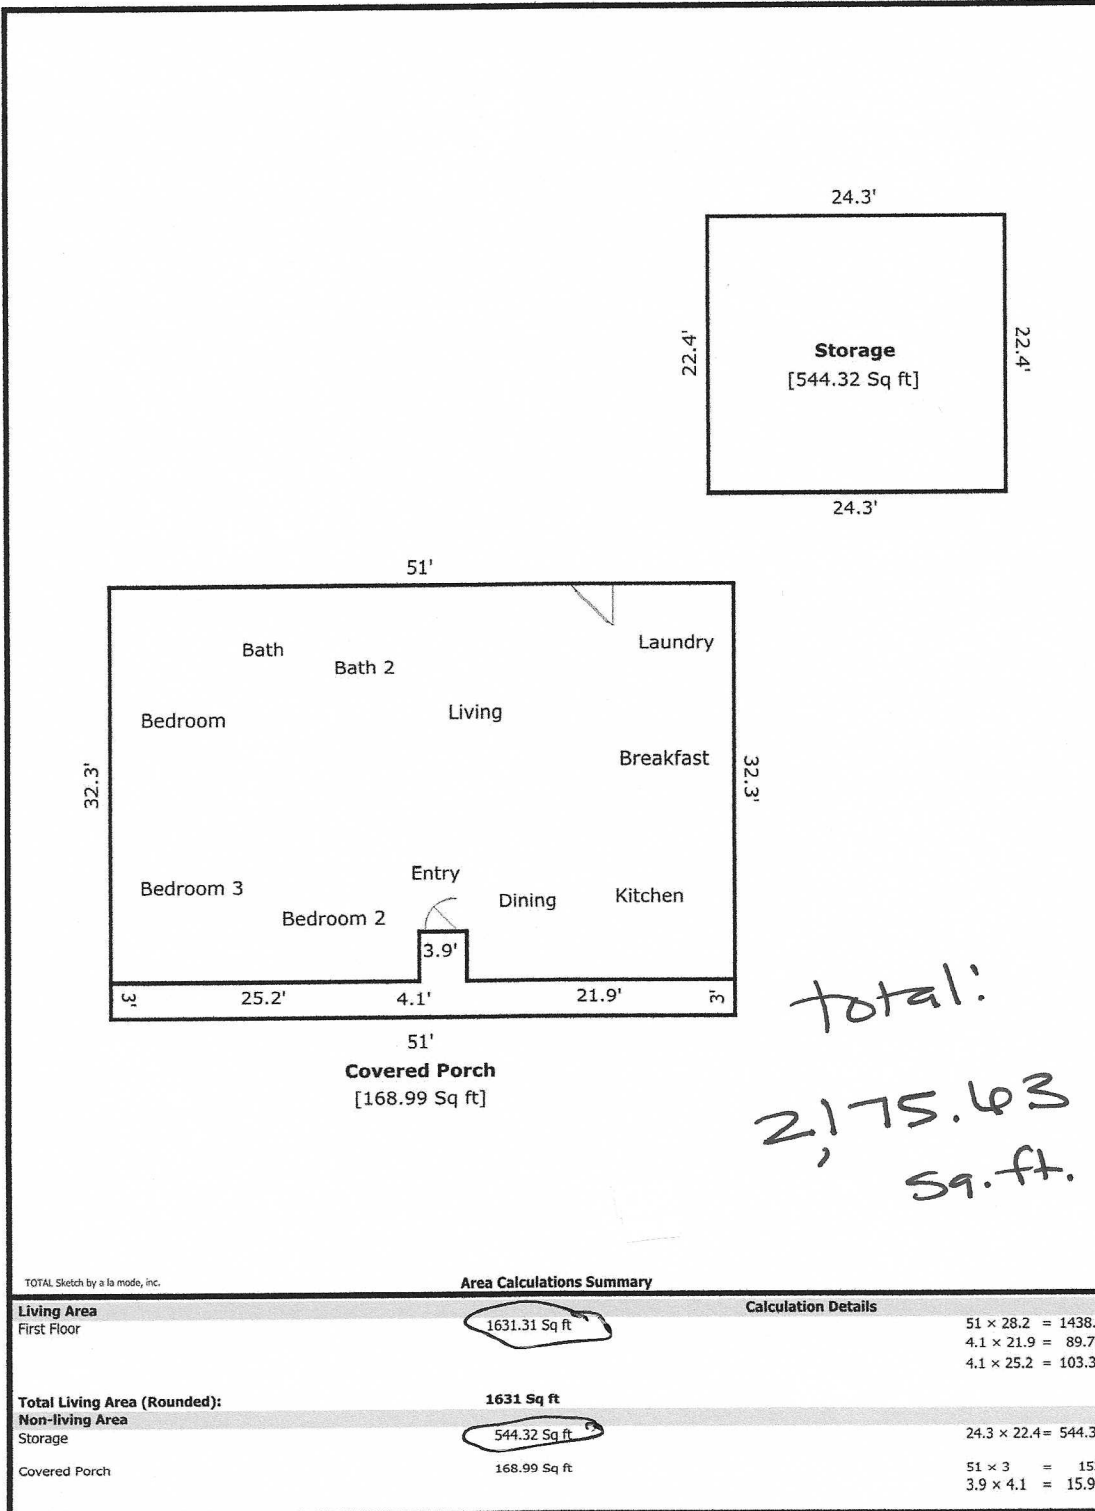 24.3'
22.4'
Storage
[544.32 Sq ft]
22.4'
24.3'
51'
Bath
Bath 2
Laundry
Bedroom
Living
Breakfast
32.3'
32.3'
Bedroom 3
Entry
Bedroom 2
Dining
Kitchen
3.9'
3'
25.2'
4.1'
21.9'
3'
51'
Covered Porch
[168.99 Sq ft]
total:
2,175.63
sq. ft.
TOTAL Sketch by a la mode, inc.
Area Calculations Summary
Living Area Calculation Details
First Floor 1631.31 Sq ft 51 × 28.2 = 1438.
4.1 × 21.9 = 89.7
4.1 × 25.2 = 103.3
Total Living Area (Rounded): 1631 Sq ft
Non-living Area
Storage 544.32 Sq ft 24.3 × 22.4 = 544.3
Covered Porch 168.99 Sq ft 51 × 3 = 15
3.9 × 4.1 = 15.9